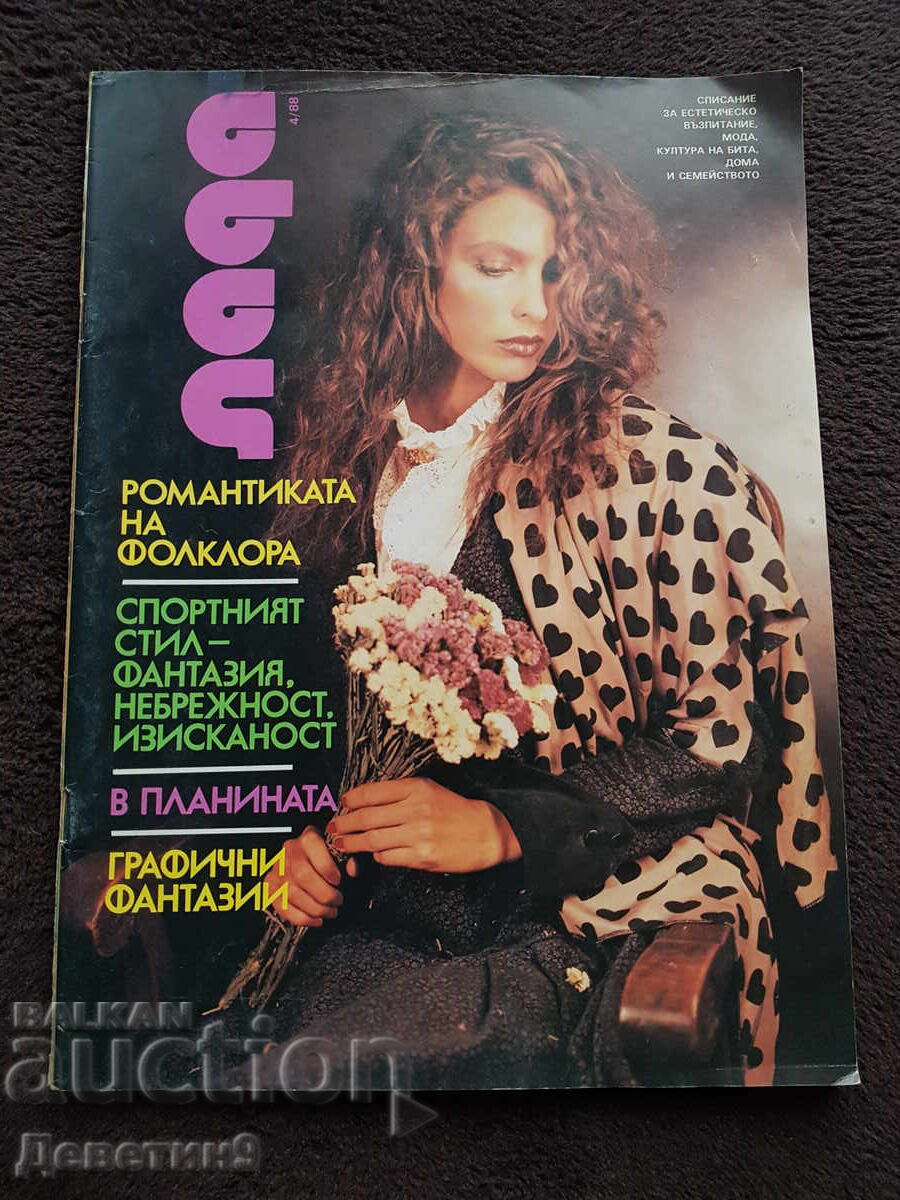 лада
4/88
СПИСАНИЕ
ЗА ЕСТЕТИЧЕСКО
ВЪЗПИТАНИЕ,
МОДА,
КУЛТУРА НА БИТА,
ДОМА
И СЕМЕЙСТВОТО
РОМАНТИКАТА
НА
ФОЛКЛОРА
СПОРТНИЯТ
СТИЛ –
ФАНТАЗИЯ,
НЕБРЕЖНОСТ,
ИЗИСКАНОСТ
В ПЛАНИНАТА
ГРАФИЧНИ
ФАНТАЗИИ
BALKAN
auction
Деветин9